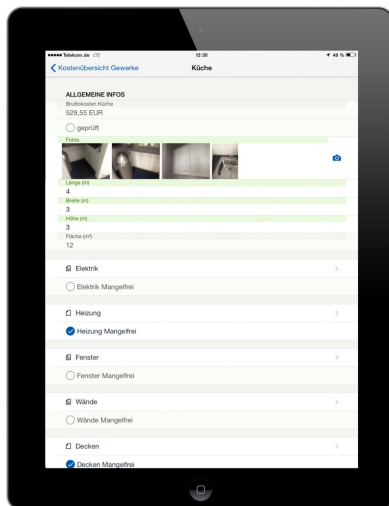 Telekom.de LTE 12:35 48 %
Kostenübersicht Gewerke Küche
ALLGEMEINE INFOS
Bruttokosten Küche
529,55 EUR
geprüft
Fotos
Länge (m)
4
Breite (m)
3
Höhe (m)
3
Fläche (m²)
12
Elektrik
Elektrik Mangelfrei
Heizung
Heizung Mangelfrei
Fenster
Fenster Mangelfrei
Wände
Wände Mangelfrei
Decken
Decken Mangelfrei